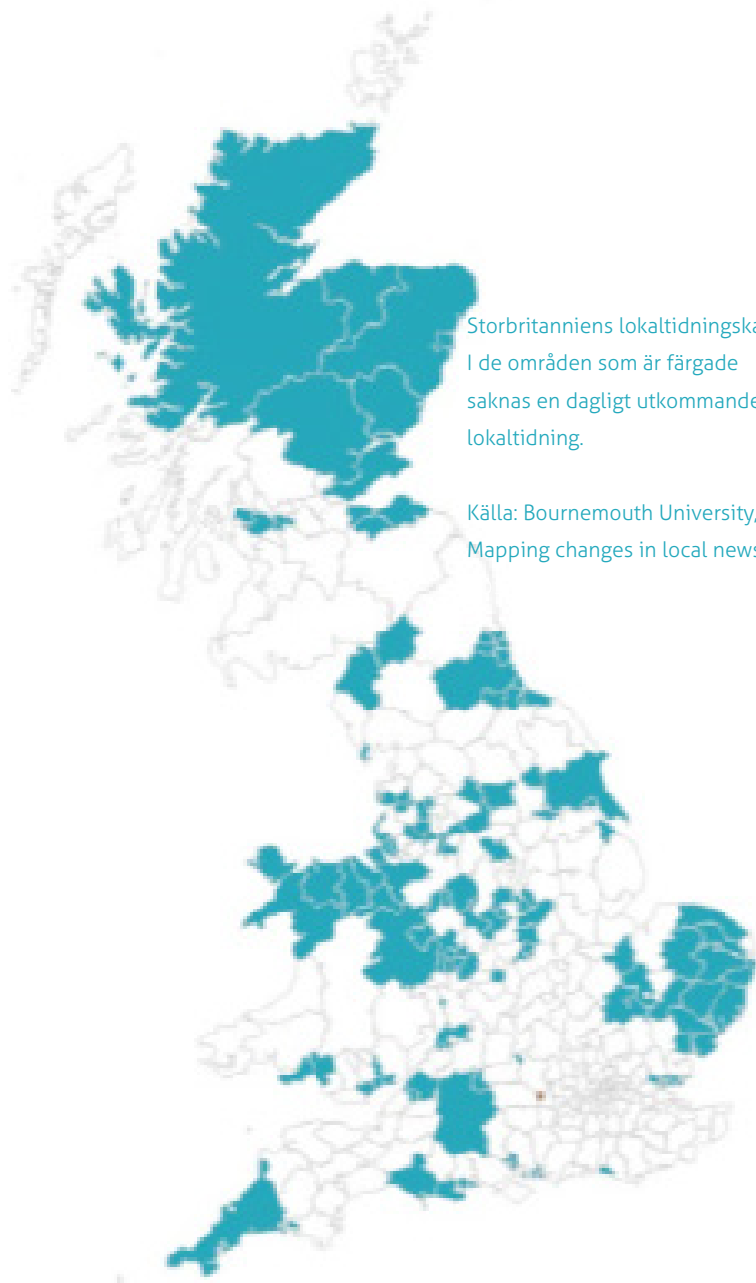 Storbritanniens lokaltidningska
I de områden som är färgade
saknas en dagligt utkommande
lokaltidning.
Källa: Bournemouth University,
Mapping changes in local news